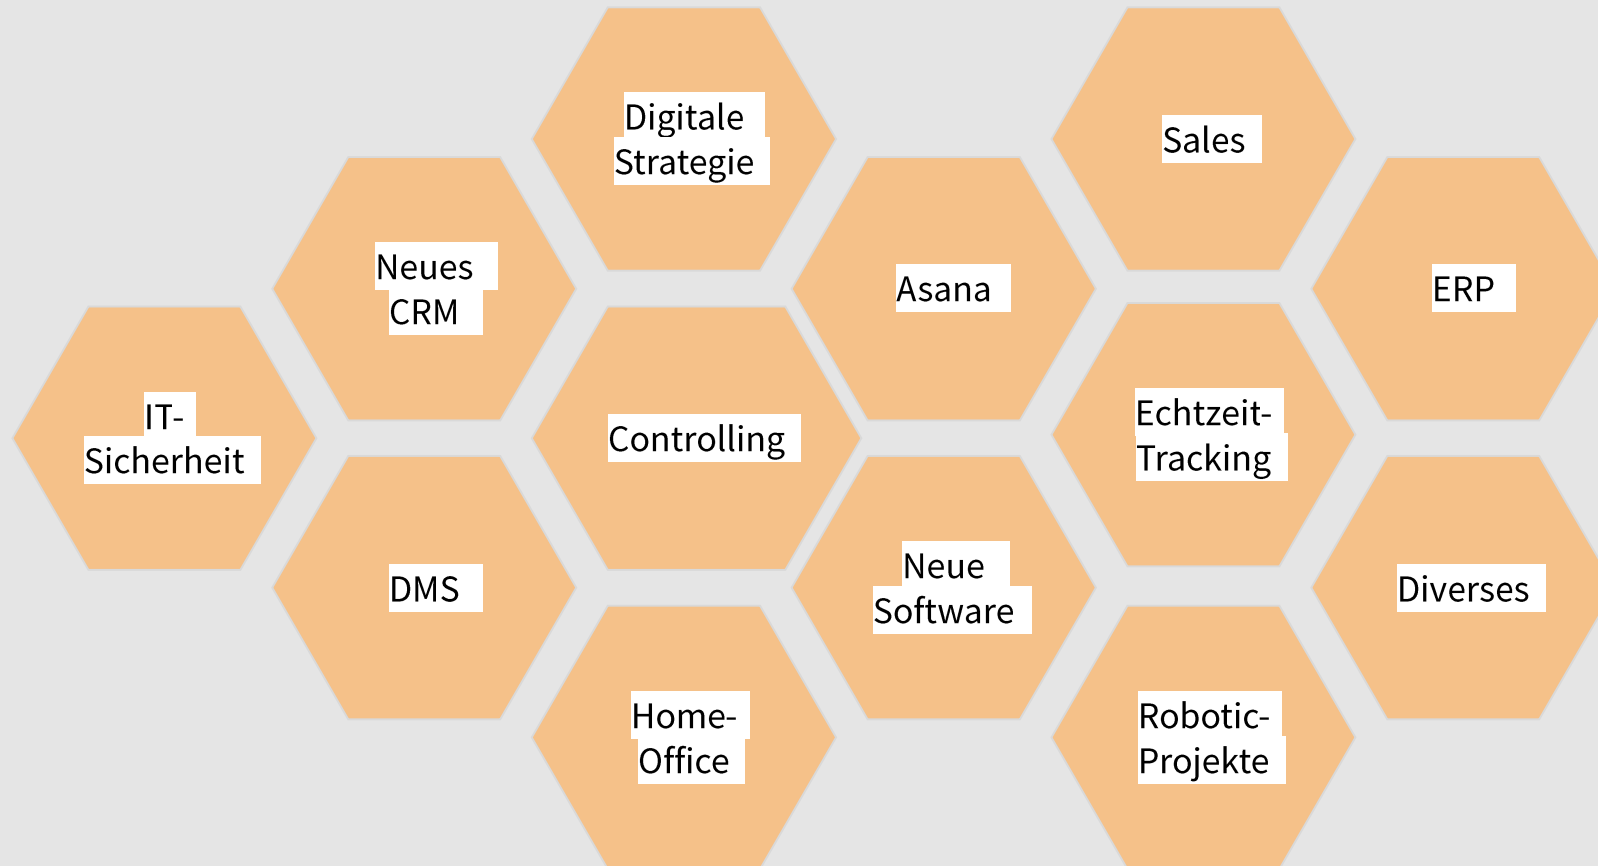 Digitale
Strategie
Sales
Neues
CRM
Asana
ERP
IT-
Sicherheit
Controlling
Echtzeit-
Tracking
DMS
Neue
Software
Diverses
Home-
Office
Robotic-
Projekte